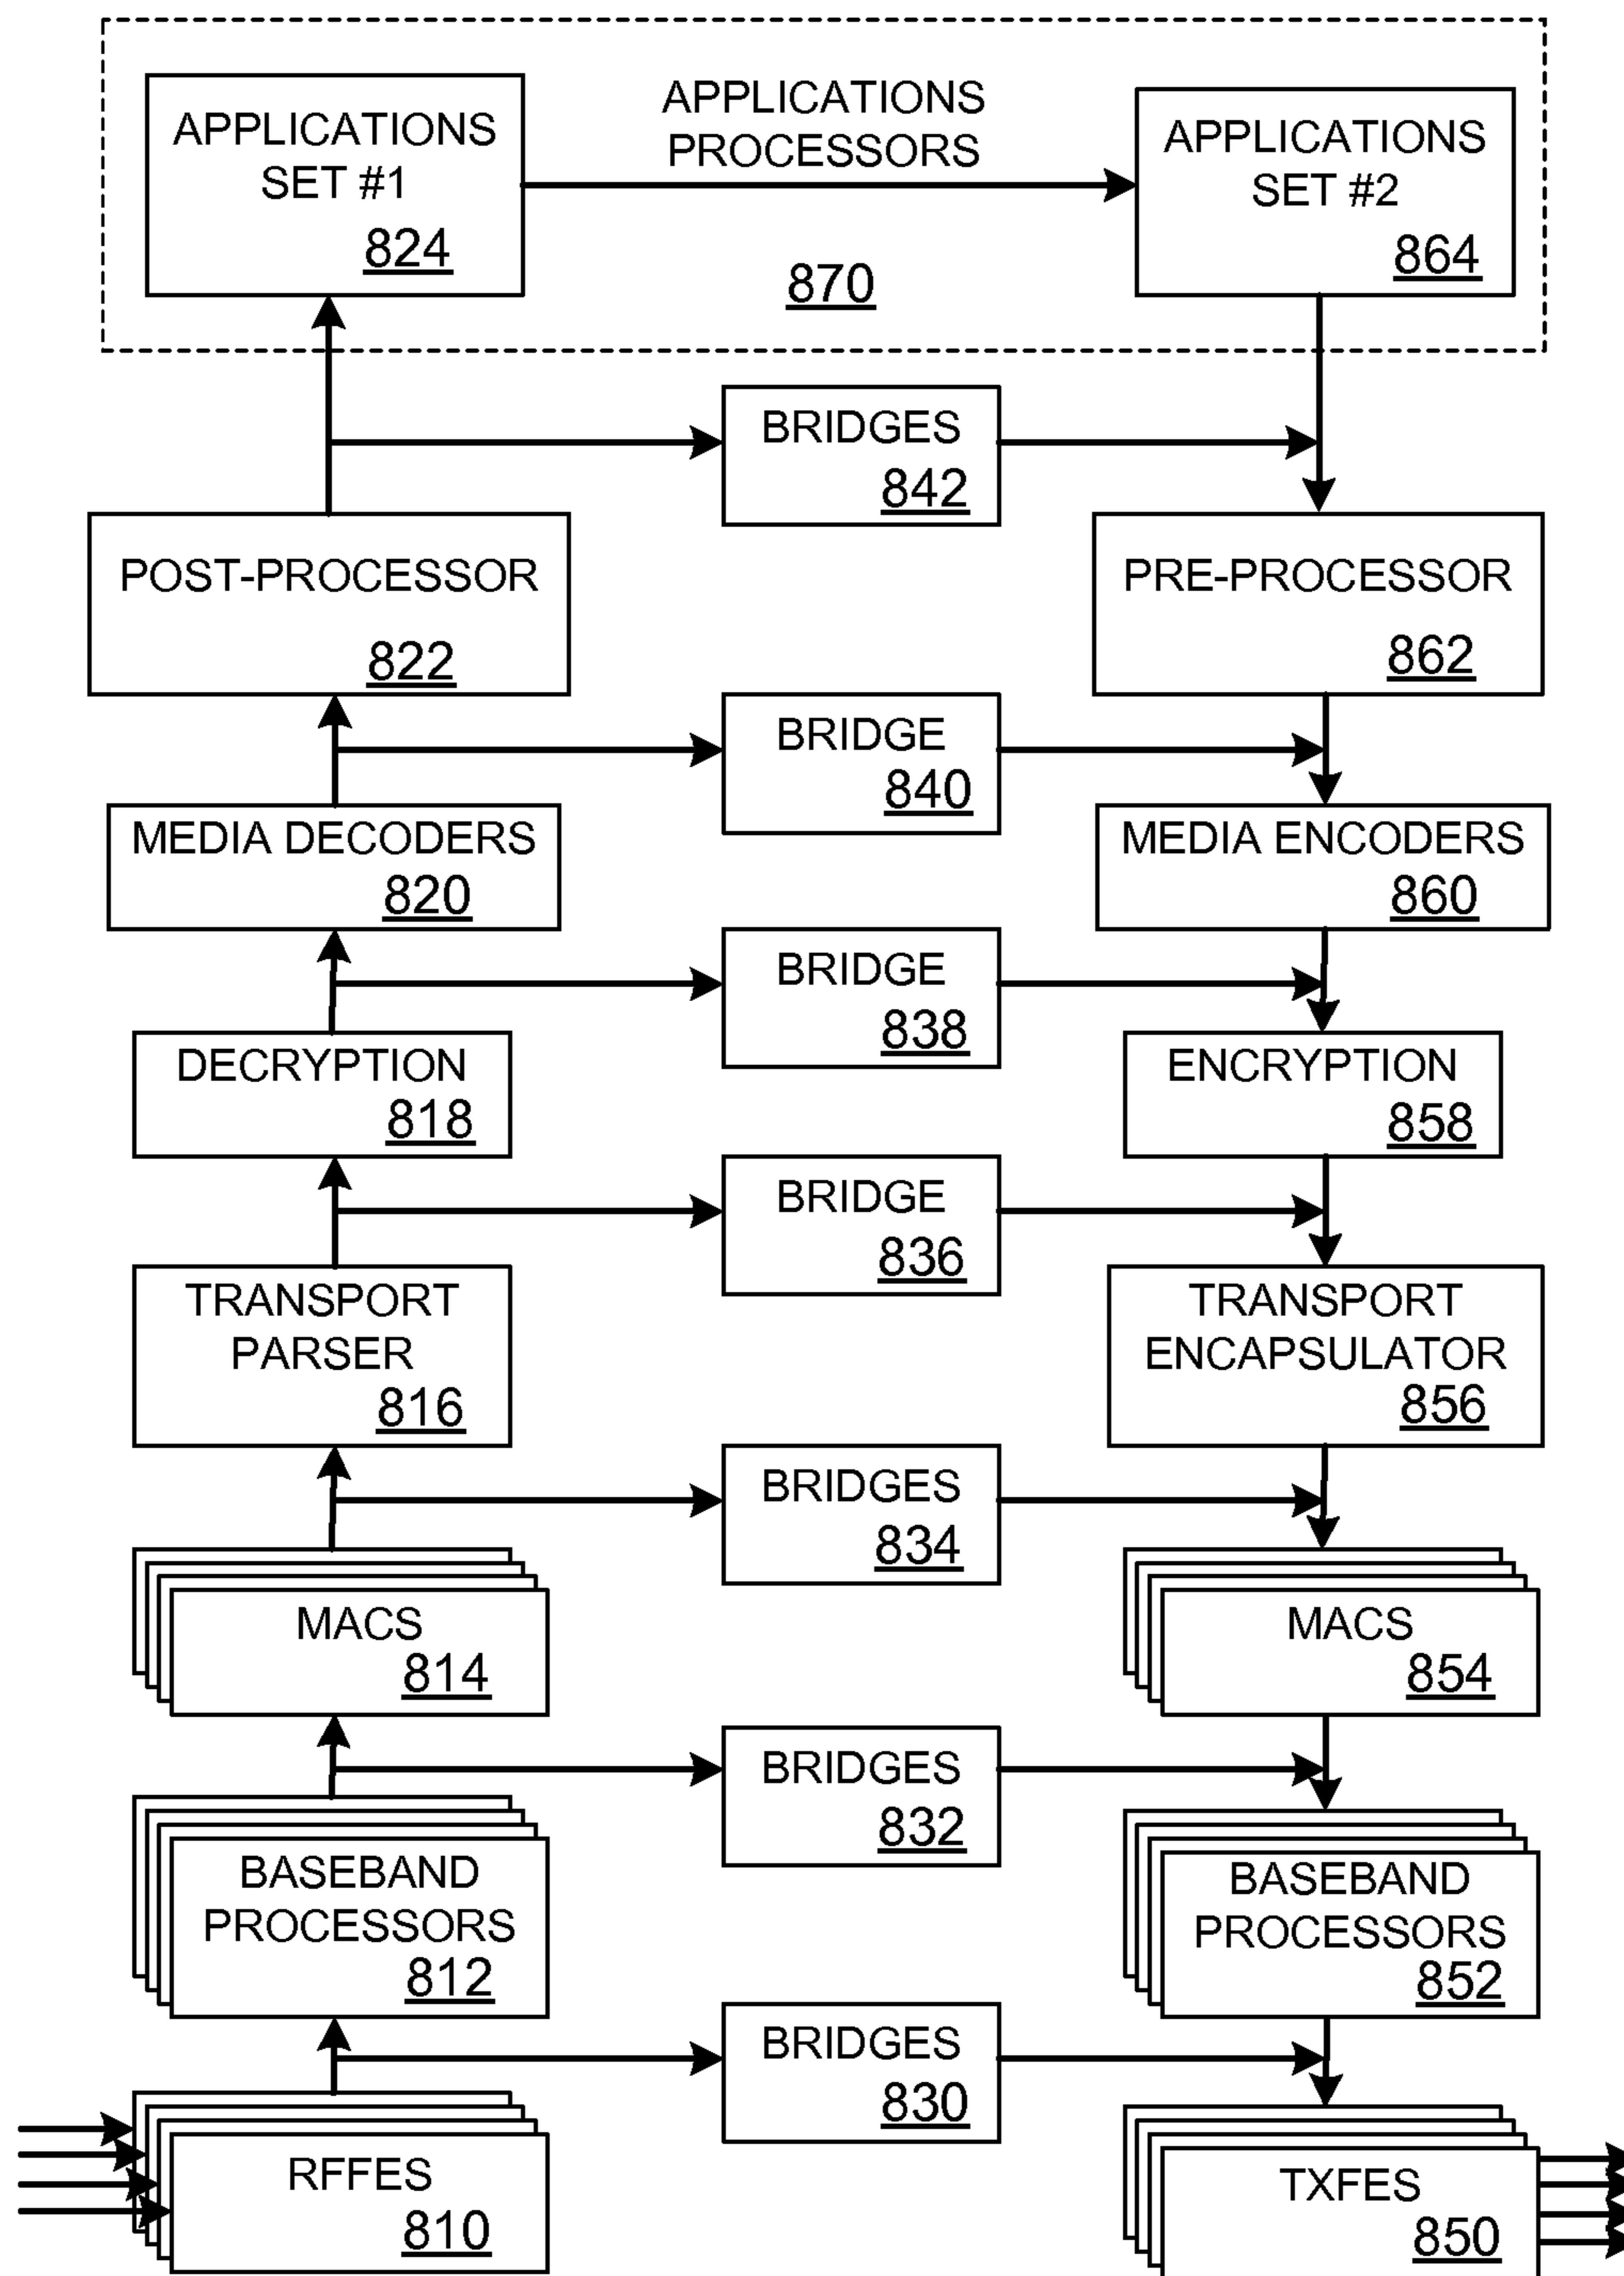 APPLICATIONS
SET #1
824
APPLICATIONS
PROCESSORS
870
APPLICATIONS
SET #2
864
BRIDGES
842
POST-PROCESSOR
822
PRE-PROCESSOR
862
BRIDGE
840
MEDIA DECODERS
820
MEDIA ENCODERS
860
BRIDGE
838
DECRYPTION
818
ENCRYPTION
858
BRIDGE
836
TRANSPORT
PARSER
816
TRANSPORT
ENCAPSULATOR
856
BRIDGES
834
MACS
814
MACS
854
BRIDGES
832
BASEBAND
PROCESSORS
812
BASEBAND
PROCESSORS
852
BRIDGES
830
RFFES
810
TXFES
850